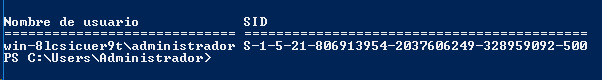 Nombre de usuario SID
============================== ============================================
win-8lcsicuer9t\administrador S-1-5-21-806913954-2037606249-328959092-500
PS C:\Users\Administrador>